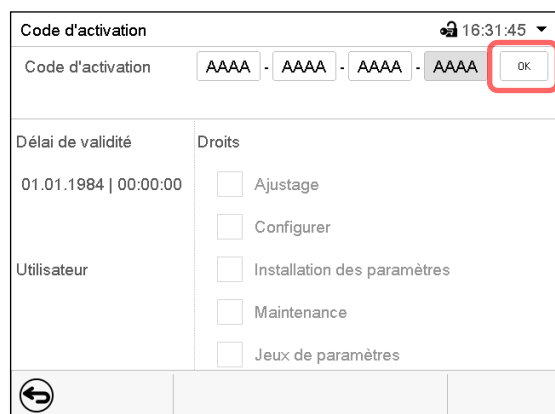 Code d'activation 16:31:45
Code d'activation AAAA - AAAA - AAAA - AAAA OK
Délai de validité Droits
01.01.1984 | 00:00:00 Ajustage
Configurer
Utilisateur Installation des paramètres
Maintenance
Jeux de paramètres